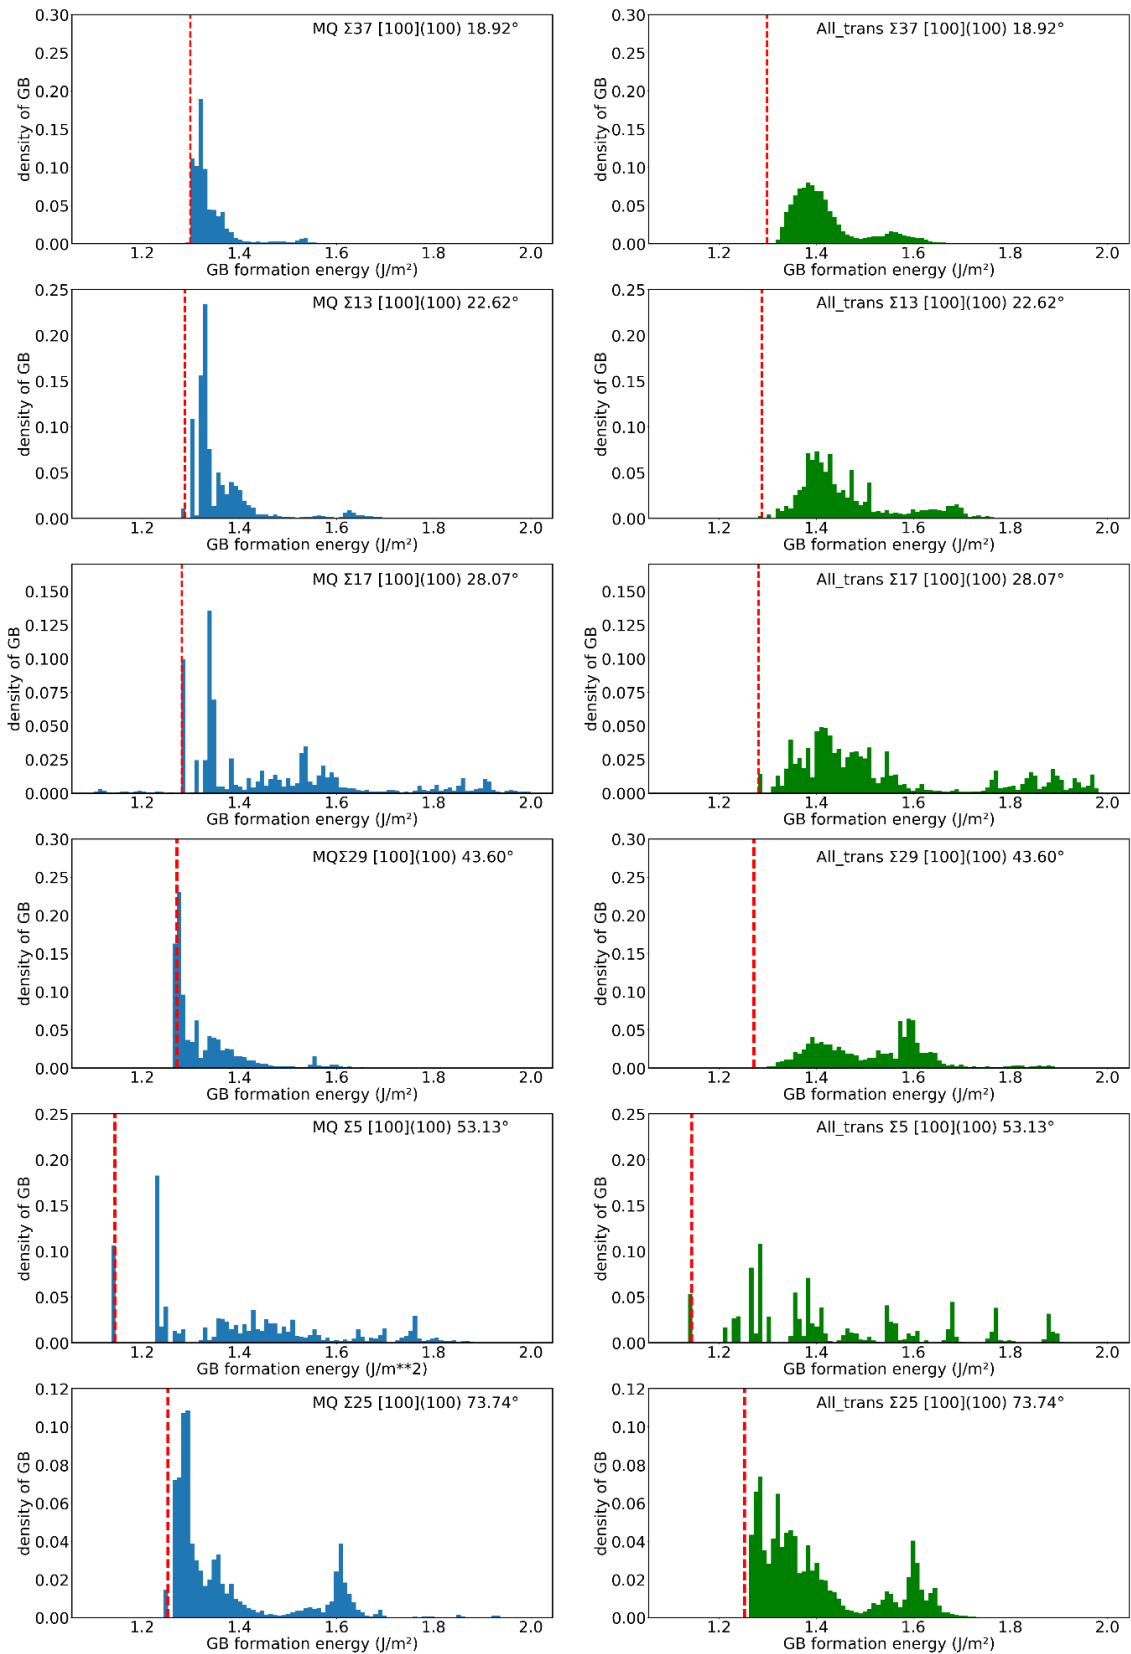 MQ Σ37 [100](100) 18.92°
density of GB
0.30
0.25
0.20
0.15
0.10
0.05
0.00
1.2 1.4 1.6 1.8 2.0
GB formation energy (J/m²)
All_trans Σ37 [100](100) 18.92°
density of GB
0.30
0.25
0.20
0.15
0.10
0.05
0.00
1.2 1.4 1.6 1.8 2.0
GB formation energy (J/m²)
MQ Σ13 [100](100) 22.62°
density of GB
0.25
0.20
0.15
0.10
0.05
0.00
1.2 1.4 1.6 1.8 2.0
GB formation energy (J/m²)
All_trans Σ13 [100](100) 22.62°
density of GB
0.25
0.20
0.15
0.10
0.05
0.00
1.2 1.4 1.6 1.8 2.0
GB formation energy (J/m²)
MQ Σ17 [100](100) 28.07°
density of GB
0.150
0.125
0.100
0.075
0.050
0.025
0.000
1.2 1.4 1.6 1.8 2.0
GB formation energy (J/m²)
All_trans Σ17 [100](100) 28.07°
density of GB
0.150
0.125
0.100
0.075
0.050
0.025
0.000
1.2 1.4 1.6 1.8 2.0
GB formation energy (J/m²)
MQΣ29 [100](100) 43.60°
density of GB
0.30
0.25
0.20
0.15
0.10
0.05
0.00
1.2 1.4 1.6 1.8 2.0
GB formation energy (J/m²)
All_trans Σ29 [100](100) 43.60°
density of GB
0.30
0.25
0.20
0.15
0.10
0.05
0.00
1.2 1.4 1.6 1.8 2.0
GB formation energy (J/m²)
MQ Σ5 [100](100) 53.13°
density of GB
0.25
0.20
0.15
0.10
0.05
0.00
1.2 1.4 1.6 1.8 2.0
GB formation energy (J/m**2)
All_trans Σ5 [100](100) 53.13°
density of GB
0.25
0.20
0.15
0.10
0.05
0.00
1.2 1.4 1.6 1.8 2.0
GB formation energy (J/m²)
MQ Σ25 [100](100) 73.74°
density of GB
0.12
0.10
0.08
0.06
0.04
0.02
0.00
1.2 1.4 1.6 1.8 2.0
GB formation energy (J/m²)
All_trans Σ25 [100](100) 73.74°
density of GB
0.12
0.10
0.08
0.06
0.04
0.02
0.00
1.2 1.4 1.6 1.8 2.0
GB formation energy (J/m²)